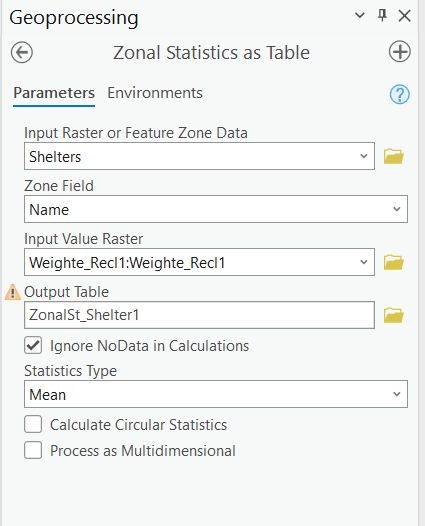 Geoprocessing
Zonal Statistics as Table
Parameters Environments
?
Input Raster or Feature Zone Data
Shelters
Zone Field
Name
Input Value Raster
Weighte_Recl1:Weighte_Recl1
Output Table
ZonalSt_Shelter1
Ignore NoData in Calculations
Statistics Type
Mean
Calculate Circular Statistics
Process as Multidimensional